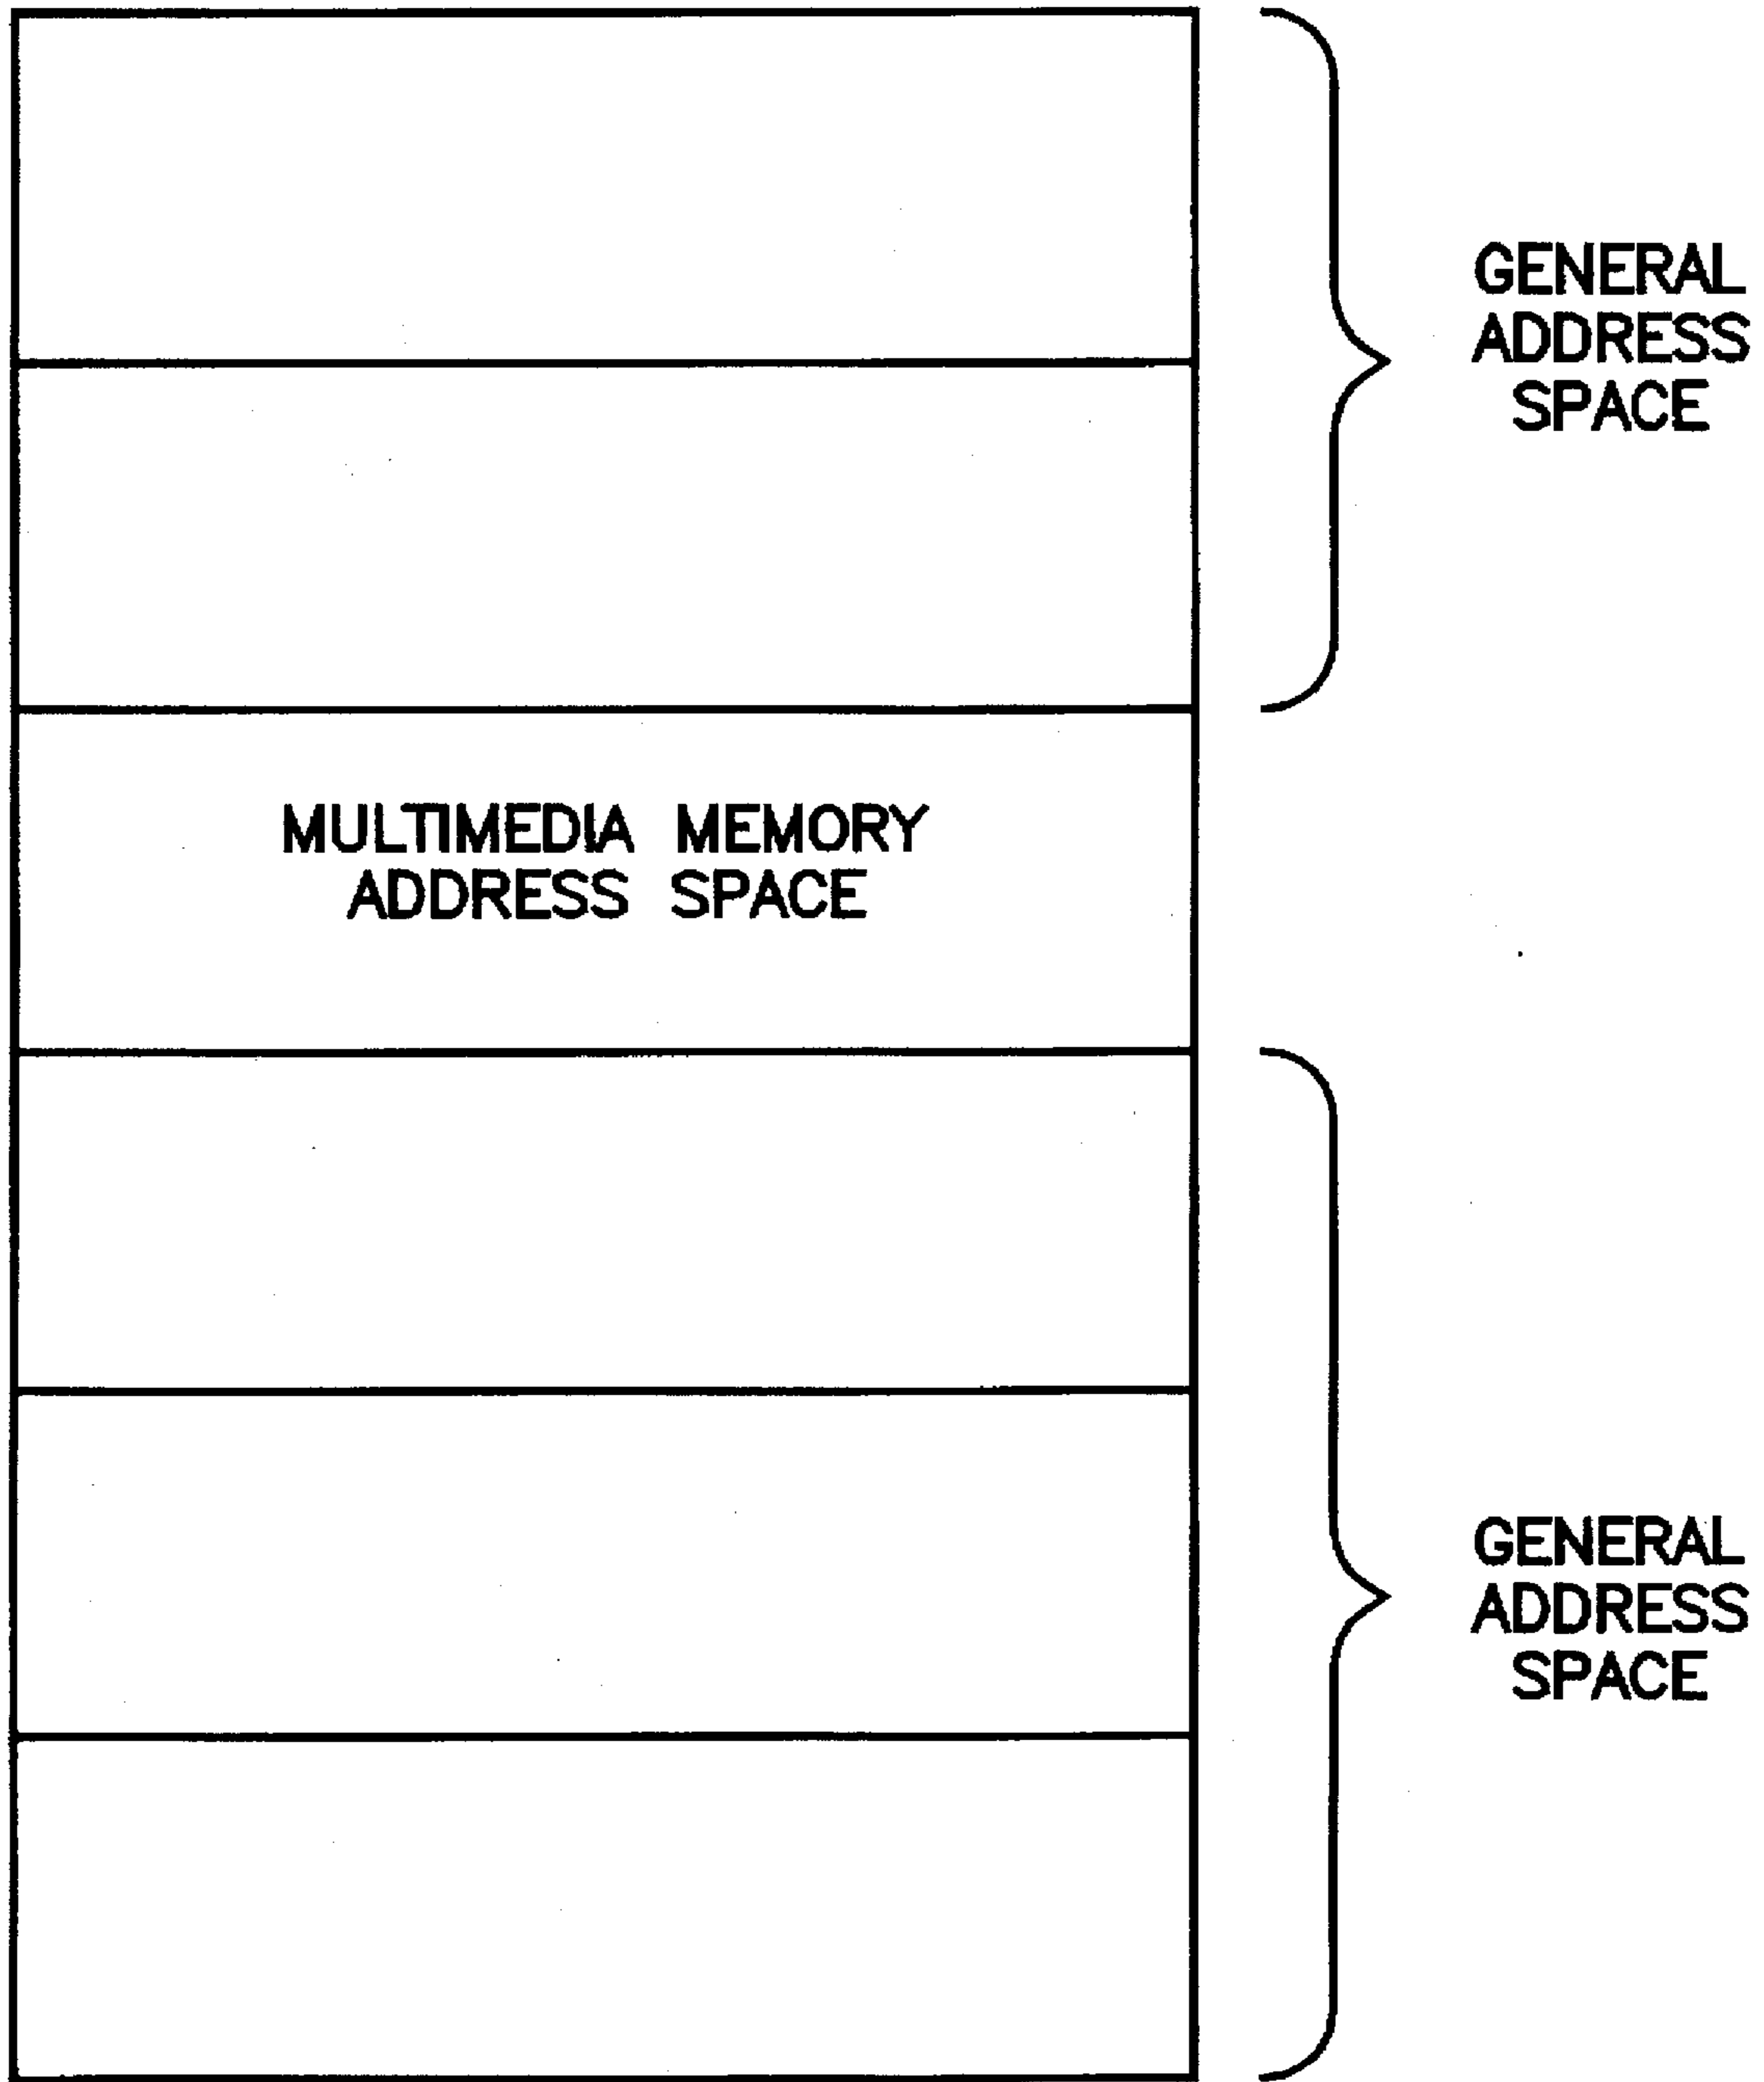 GENERAL
ADDRESS
SPACE
MULTIMEDIA MEMORY
ADDRESS SPACE
GENERAL
ADDRESS
SPACE